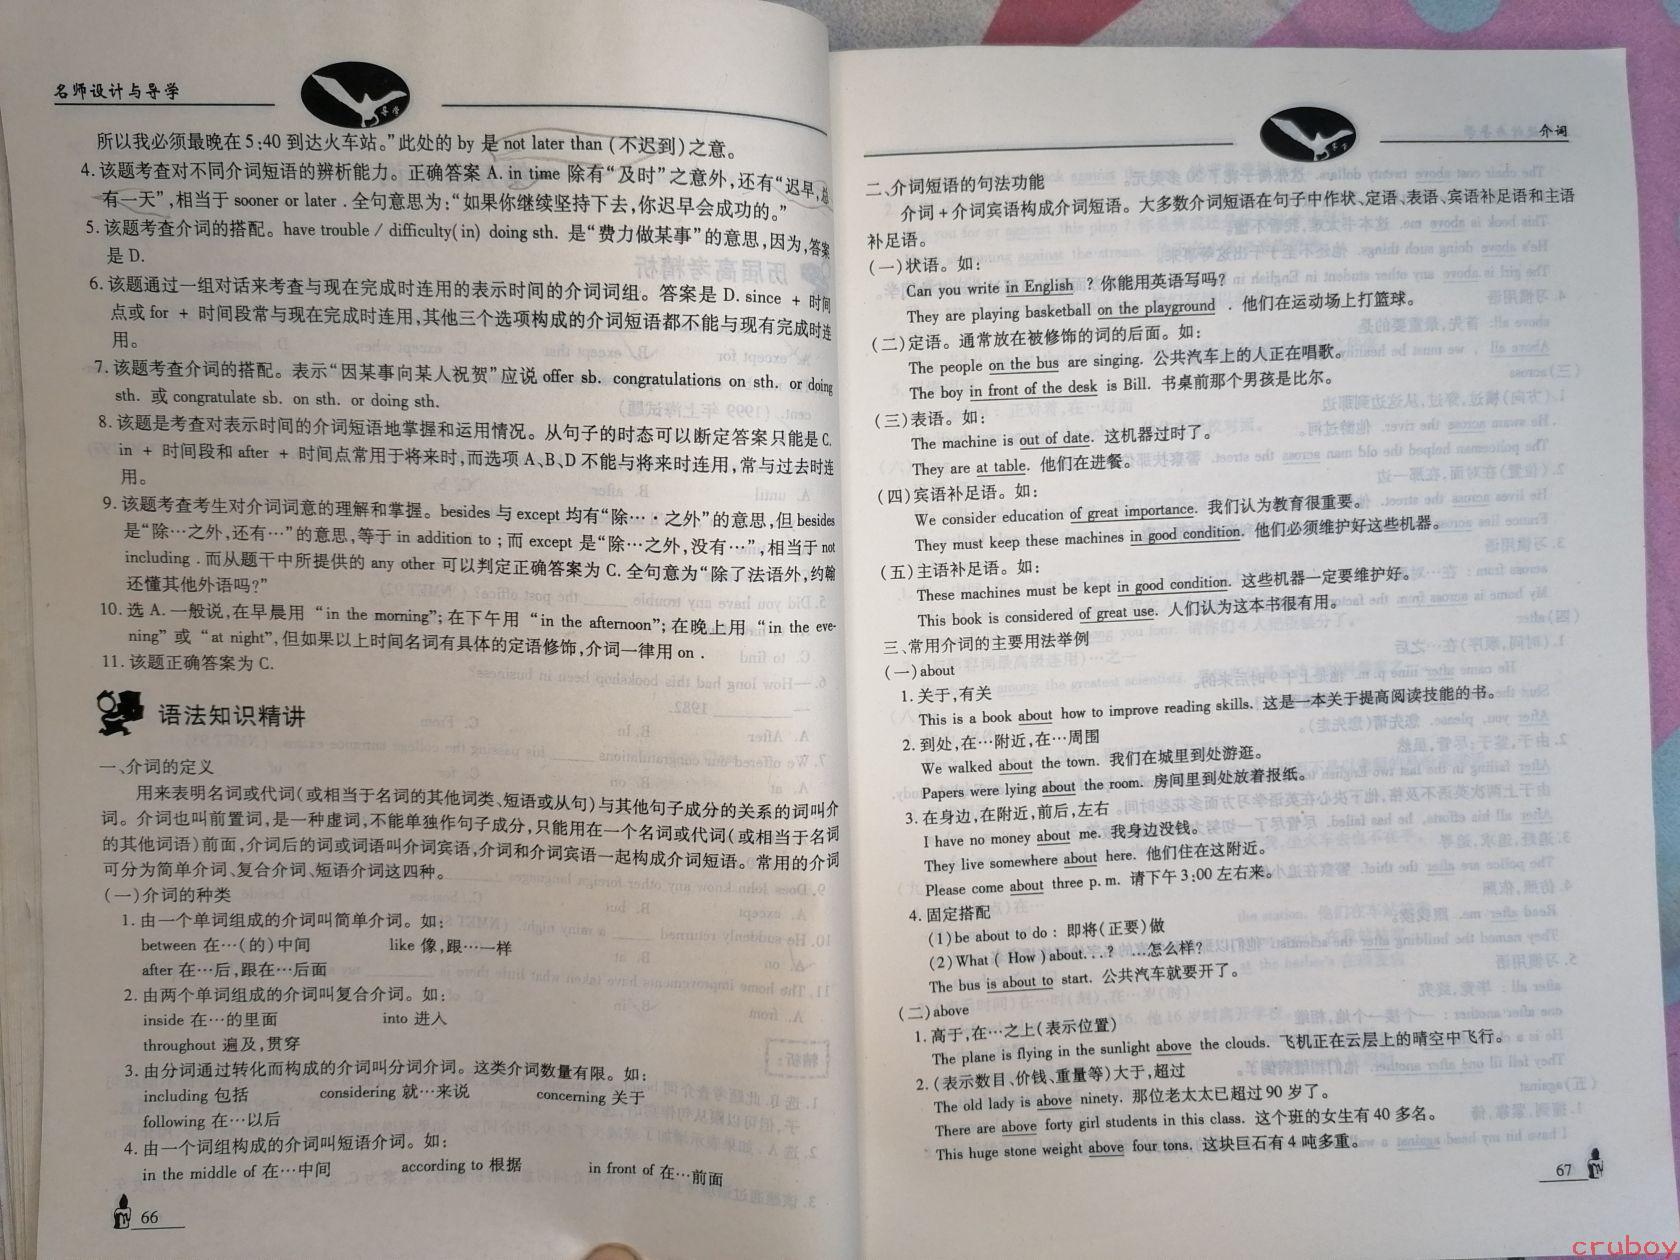 名师设计与导学
所以我必须最晚在5:40到达火车站。”此处的 by 是 not later than (不迟到)之意。
4. 该题考查对不同介词短语的辨析能力。正确答案 A. in time 除有“及时”之意外,还有“迟早,总
有一天”,相当于 sooner or later . 全句意思为:“如果你继续坚持下去,你迟早会成功的。”
5. 该题考查介词的搭配。have trouble / difficulty(in) doing sth. 是“费力做某事”的意思,因为,答案
是 D.
6. 该题通过一组对话来考查与现在完成时连用的表示时间的介词词组。答案是 D. since + 时间
点或 for + 时间段常与现在完成时连用,其他三个选项构成的介词短语都不能与现有完成时连
用。
7. 该题考查介词的搭配。表示“因某事向某人祝贺”应说 offer sb. congratulations on sth. or doing
sth. 或 congratulate sb. on sth. or doing sth.
8. 该题是考查对表示时间的介词短语地掌握和运用情况。从句子的时态可以断定答案只能是 C.
in + 时间段和 after + 时间点常用于将来时,而选项 A、B、D 不能与将来时连用,常与过去时连
用。
9. 该题考查考生对介词词意的理解和掌握。besides 与 except 均有“除…·之外”的意思,但 besides
是“除…之外,还有…”的意思,等于 in addition to ; 而 except 是“除…之外,没有…”,相当于 not
including . 而从题干中所提供的 any other 可以判定正确答案为 C. 全句意为“除了法语外,约翰
还懂其他外语吗?”
10. 选 A. 一般说,在早晨用 “in the morning”; 在下午用 “in the afternoon”; 在晚上用 “in the eve-
ning” 或 “at night”, 但如果以上时间名词有具体的定语修饰,介词一律用 on .
11. 该题正确答案为 C.
语法知识精讲
一、介词的定义
用来表明名词或代词(或相当于名词的其他词类、短语或从句)与其他句子成分的关系的词叫介
词。介词也叫前置词,是一种虚词,不能单独作句子成分,只能用在一个名词或代词(或相当于名词
的其他词语)前面,介词后的词或词语叫介词宾语,介词和介词宾语一起构成介词短语。常用的介词
可分为简单介词、复合介词、短语介词这四种。
(一)介词的种类
1. 由一个单词组成的介词叫简单介词。如:
between 在…(的)中间 like 像,跟…一样
after 在…后,跟在…后面
2. 由两个单词组成的介词叫复合介词。如:
inside 在…的里面 into 进入
throughout 遍及,贯穿
3. 由分词通过转化而构成的介词叫分词介词。这类介词数量有限。如:
including 包括 considering 就…来说 concerning 关于
following 在…以后
4. 由一个词组构成的介词叫短语介词。如:
in the middle of 在…中间 according to 根据 in front of 在…前面
66
介词
二、介词短语的句法功能
介词 + 介词宾语构成介词短语。大多数介词短语在句子中作状、定语、表语、宾语补足语和主语
补足语。
(一)状语。如:
Can you write in English ? 你能用英语写吗?
They are playing basketball on the playground . 他们在运动场上打篮球。
(二)定语。通常放在被修饰的词的后面。如:
The people on the bus are singing. 公共汽车上的人正在唱歌。
The boy in front of the desk is Bill. 书桌前那个男孩是比尔。
(三)表语。如:
The machine is out of date. 这机器过时了。
They are at table. 他们在进餐。
(四)宾语补足语。如:
We consider education of great importance. 我们认为教育很重要。
They must keep these machines in good condition. 他们必须维护好这些机器。
(五)主语补足语。如:
These machines must be kept in good condition. 这些机器一定要维护好。
This book is considered of great use. 人们认为这本书很有用。
三、常用介词的主要用法举例
(一)about
1. 关于,有关
This is a book about how to improve reading skills. 这是一本关于提高阅读技能的书。
2. 到处,在…附近,在…周围
We walked about the town. 我们在城里到处游逛。
Papers were lying about the room. 房间里到处放着报纸。
3. 在身边,在附近,前后,左右
I have no money about me. 我身边没钱。
They live somewhere about here. 他们住在这附近。
Please come about three p.m. 请下午3:00左右来。
4. 固定搭配
(1)be about to do : 即将(正要)做
(2)What ( How ) about...? …怎么样?
The bus is about to start. 公共汽车就要开了。
(二)above
1. 高于,在…之上(表示位置)
The plane is flying in the sunlight above the clouds. 飞机正在云层上的晴空中飞行。
2. (表示数目、价钱、重量等)大于,超过
The old lady is above ninety. 那位老太太已超过90岁了。
There are above forty girl students in this class. 这个班的女生有40多名。
This huge stone weight above four tons. 这块巨石有4吨多重。
67
cruboy